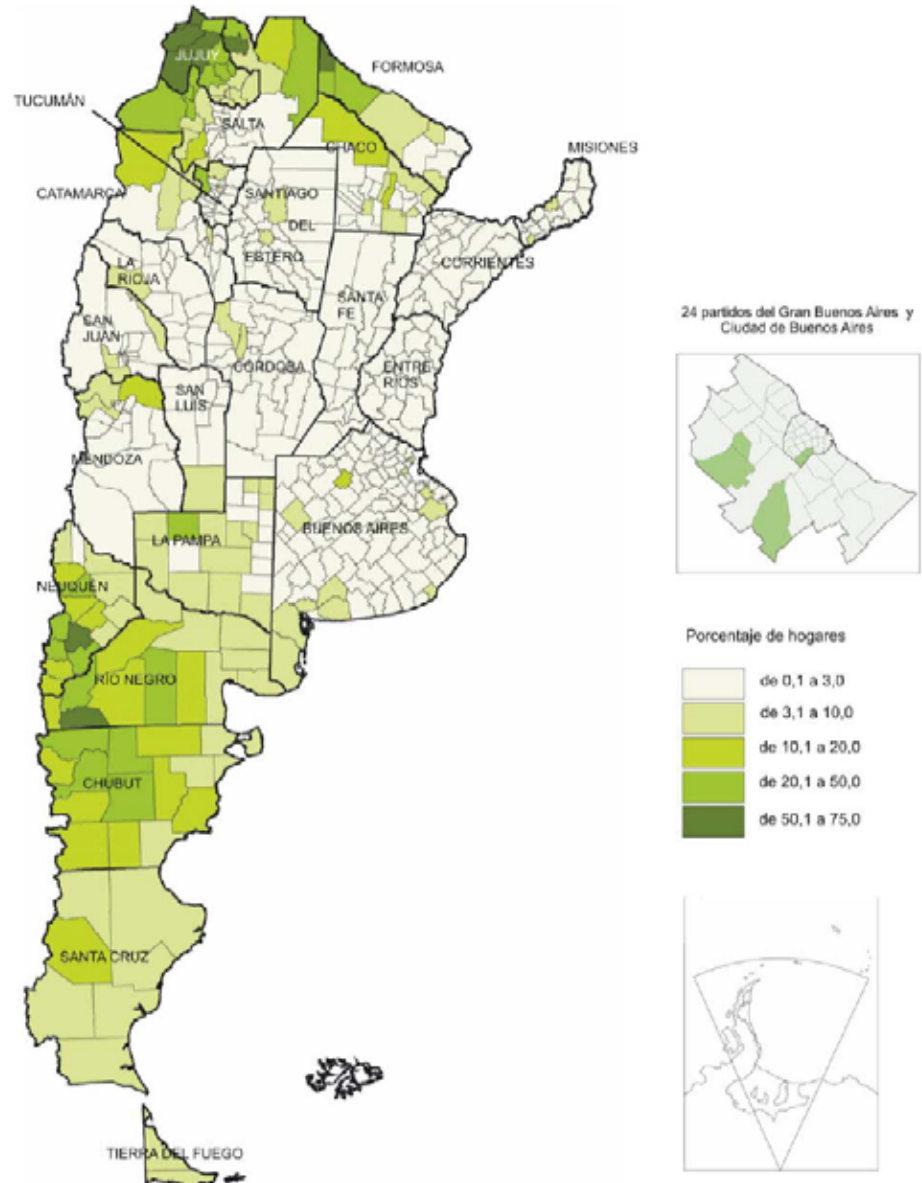 JUJUY
FORMOSA
TUCUMÁN
SALTA
CHACO
MISIONES
CATAMARCA
SANTIAGO
DEL
ESTERO
CORRIENTES
LA
RIOJA
SANTA
FE
SAN
JUAN
CÓRDOBA
ENTRE
RÍOS
SAN
LUÍS
MENDOZA
BUENOS AIRES
LA PAMPA
NEUQUÉN
RÍO NEGRO
CHUBUT
SANTA CRUZ
TIERRA DEL FUEGO
24 partidos del Gran Buenos Aires y
Ciudad de Buenos Aires
Porcentaje de hogares
de 0,1 a 3,0
de 3,1 a 10,0
de 10,1 a 20,0
de 20,1 a 50,0
de 50,1 a 75,0